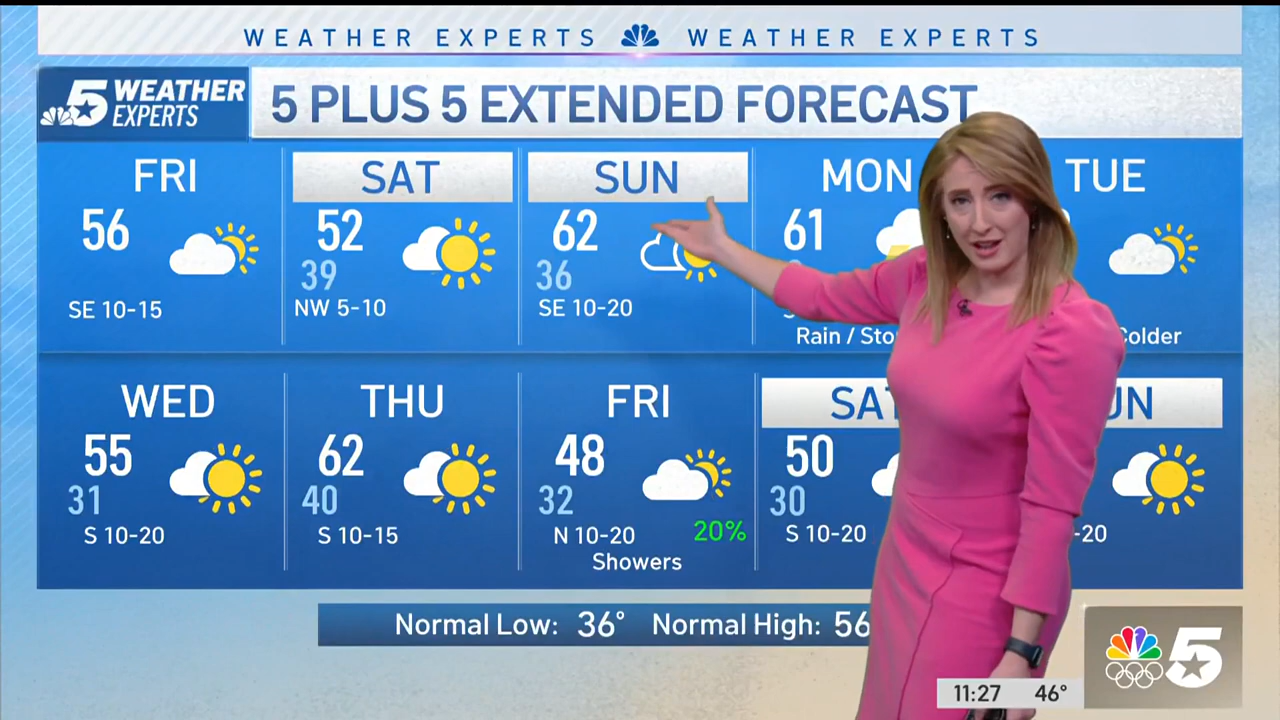 WEATHER EXPERTS WEATHER EXPERTS
5 WEATHER EXPERTS
5 PLUS 5 EXTENDED FORECAST
FRI SAT SUN MON TUE
56 52 62 61
39 36
SE 10-15 NW 5-10 SE 10-20
Rain / Colder
WED THU FRI
55 62 48 50
31 40 32 30
S 10-20 S 10-15 N 10-20 20% S 10-20 -20
Showers
Normal Low: 36° Normal High: 56
5
11:27 46°